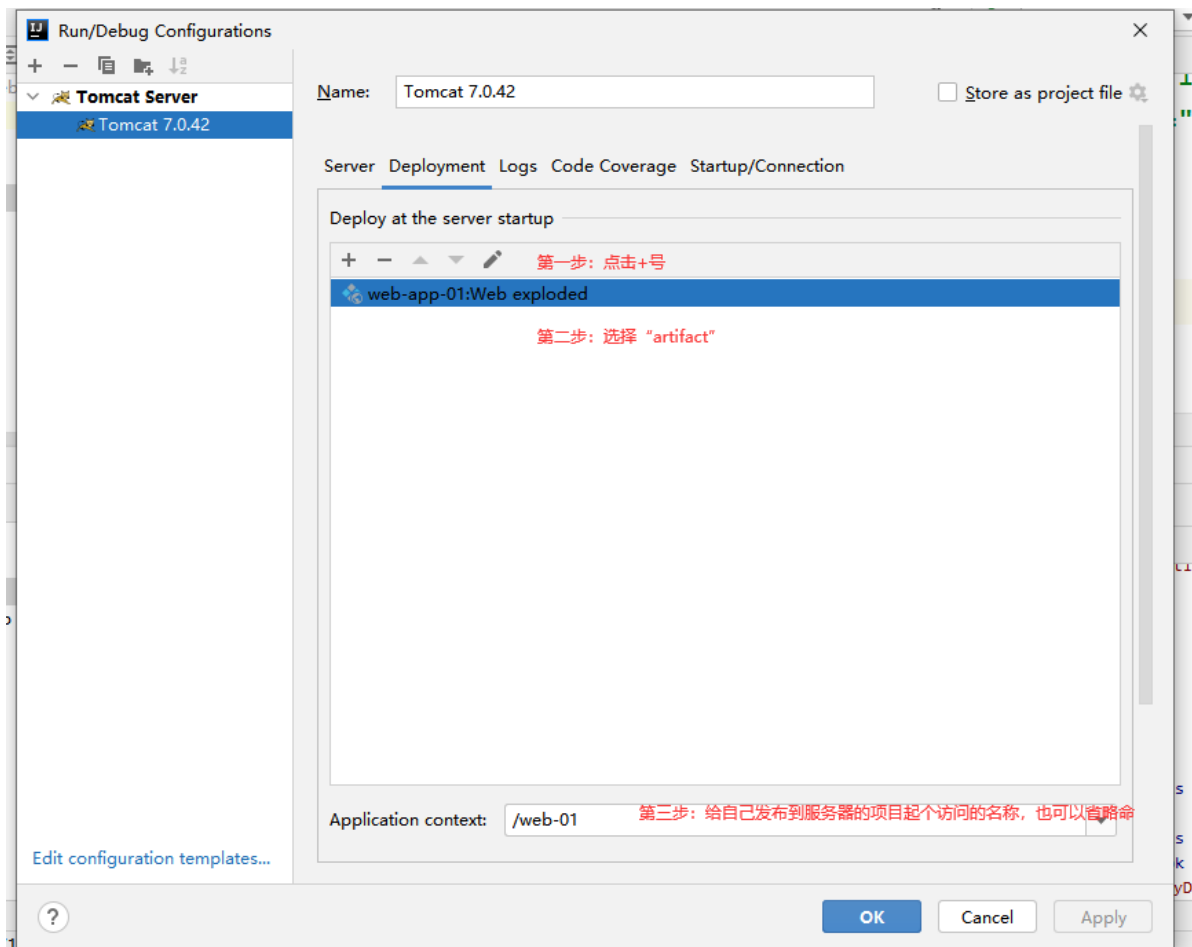 Run/Debug Configurations
Name:
Tomcat 7.0.42
Store as project file
Tomcat Server
Tomcat 7.0.42
Server
Deployment
Logs
Code Coverage
Startup/Connection
Deploy at the server startup
第一步：点击+号
web-app-01:Web exploded
第二步：选择“artifact”
Application context:
/web-01
第三步：给自己发布到服务器的项目起个访问的名称，也可以省略命
Edit configuration templates...
?
OK
Cancel
Apply